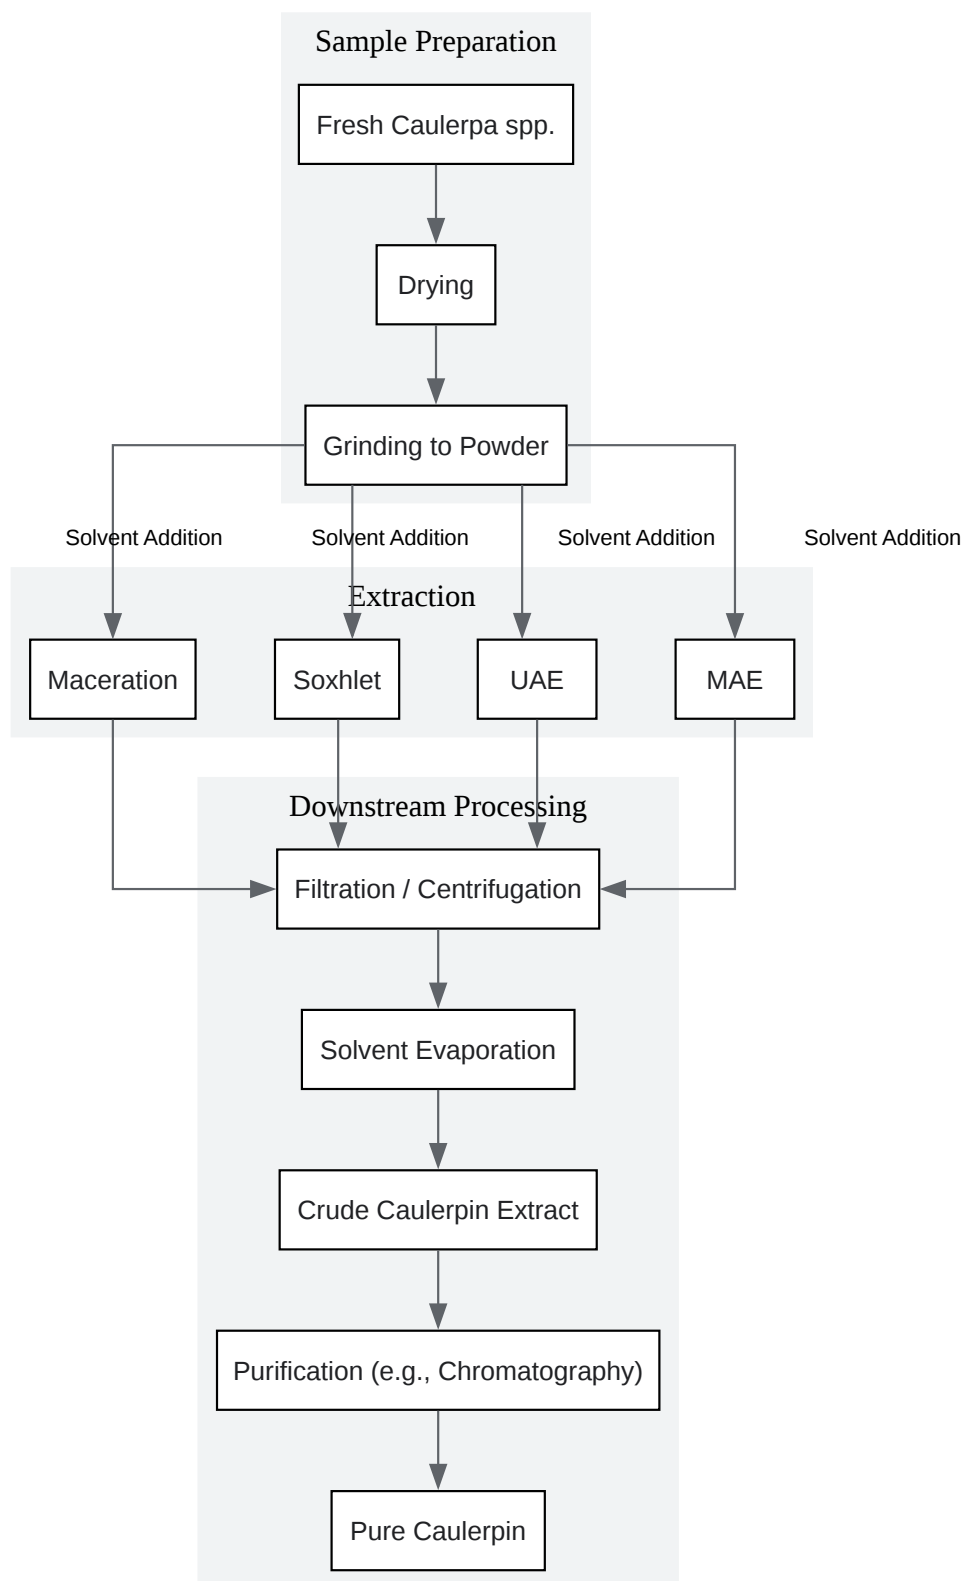 Sample Preparation
Fresh Caulerpa spp.
Drying
Grinding to Powder
Solvent Addition
Solvent Addition
Solvent Addition
Solvent Addition
Extraction
Maceration
Soxhlet
UAE
MAE
Downstream Processing
Filtration / Centrifugation
Solvent Evaporation
Crude Caulerpin Extract
Purification (e.g., Chromatography)
Pure Caulerpin